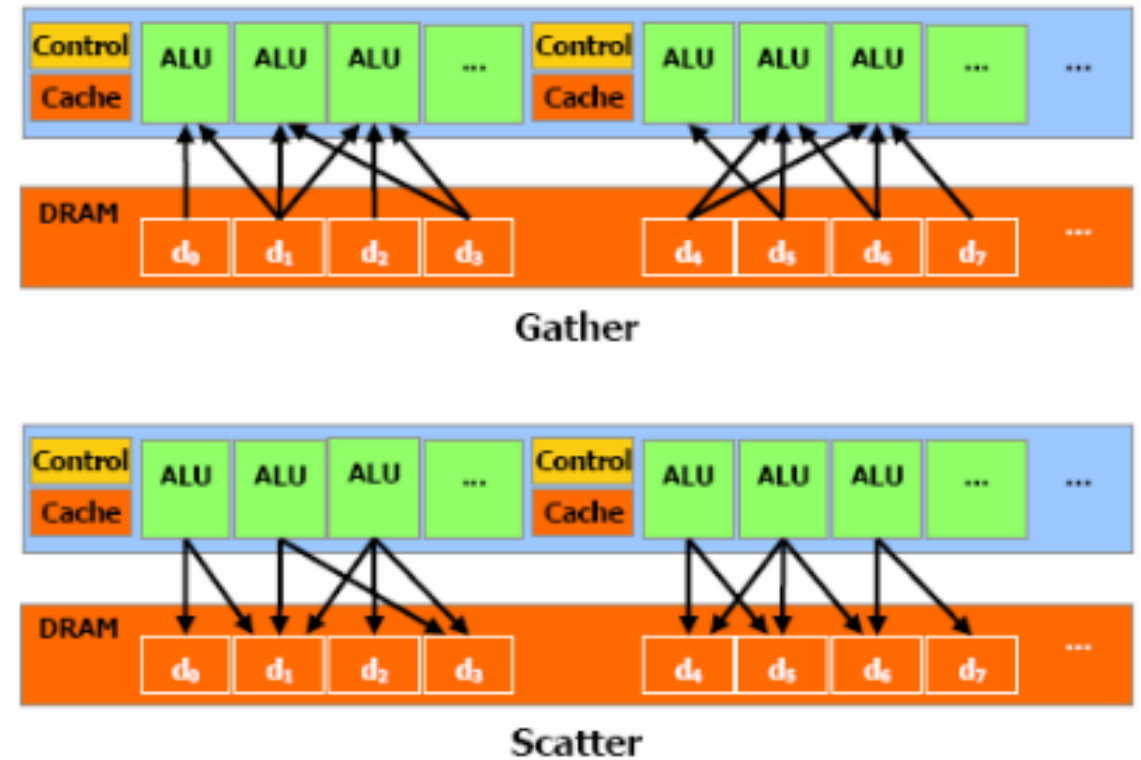 Control ALU ALU ALU ... Control ALU ALU ALU ... ...
Cache Cache
DRAM ...
d₀ d₁ d₂ d₃ d₄ d₅ d₆ d₇
Gather
Control ALU ALU ALU ... Control ALU ALU ALU ... ...
Cache Cache
DRAM ...
d₀ d₁ d₂ d₃ d₄ d₅ d₆ d₇
Scatter